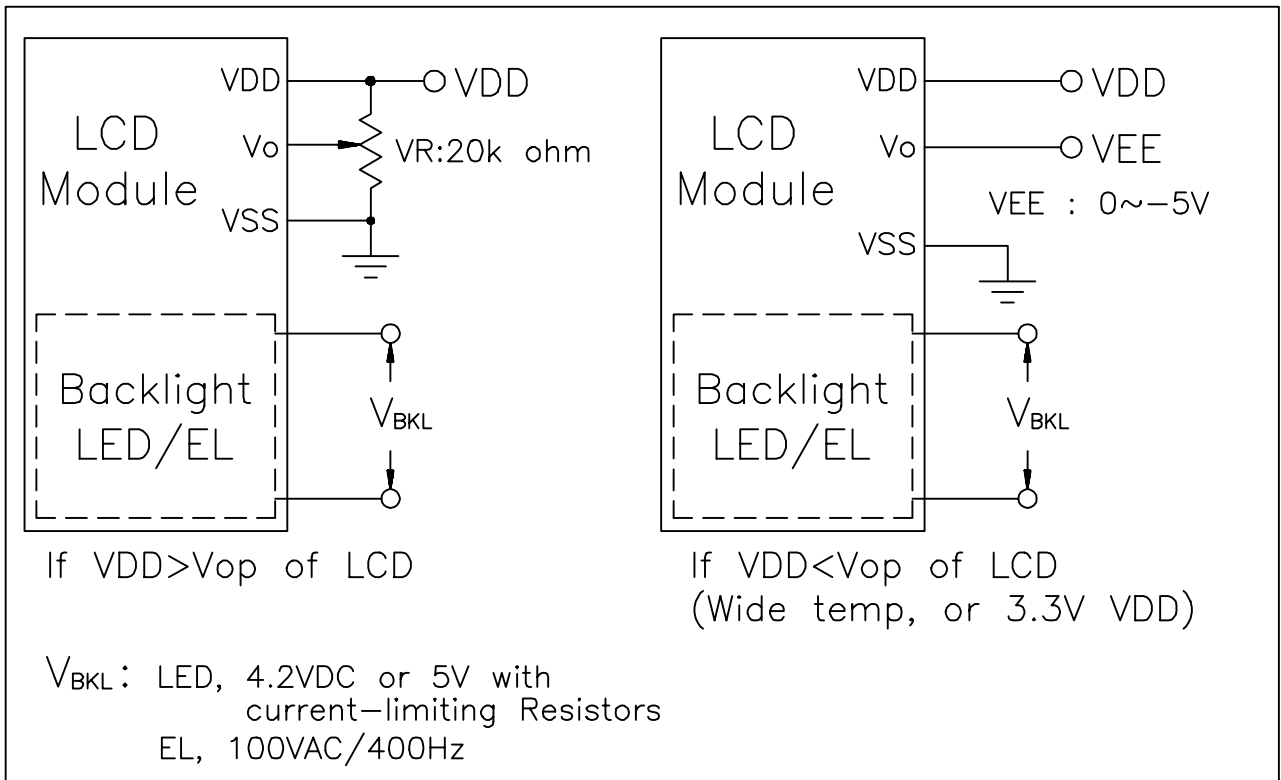 VDD
VDD
LCD
Module
Vo
VR:20k ohm
VSS
Backlight
LED/EL
VBKL
If VDD>Vop of LCD
VDD
VDD
LCD
Module
Vo
VEE
VEE : 0~-5V
VSS
Backlight
LED/EL
VBKL
If VDD<Vop of LCD
(Wide temp, or 3.3V VDD)
VBKL: LED, 4.2VDC or 5V with
current-limiting Resistors
EL, 100VAC/400Hz